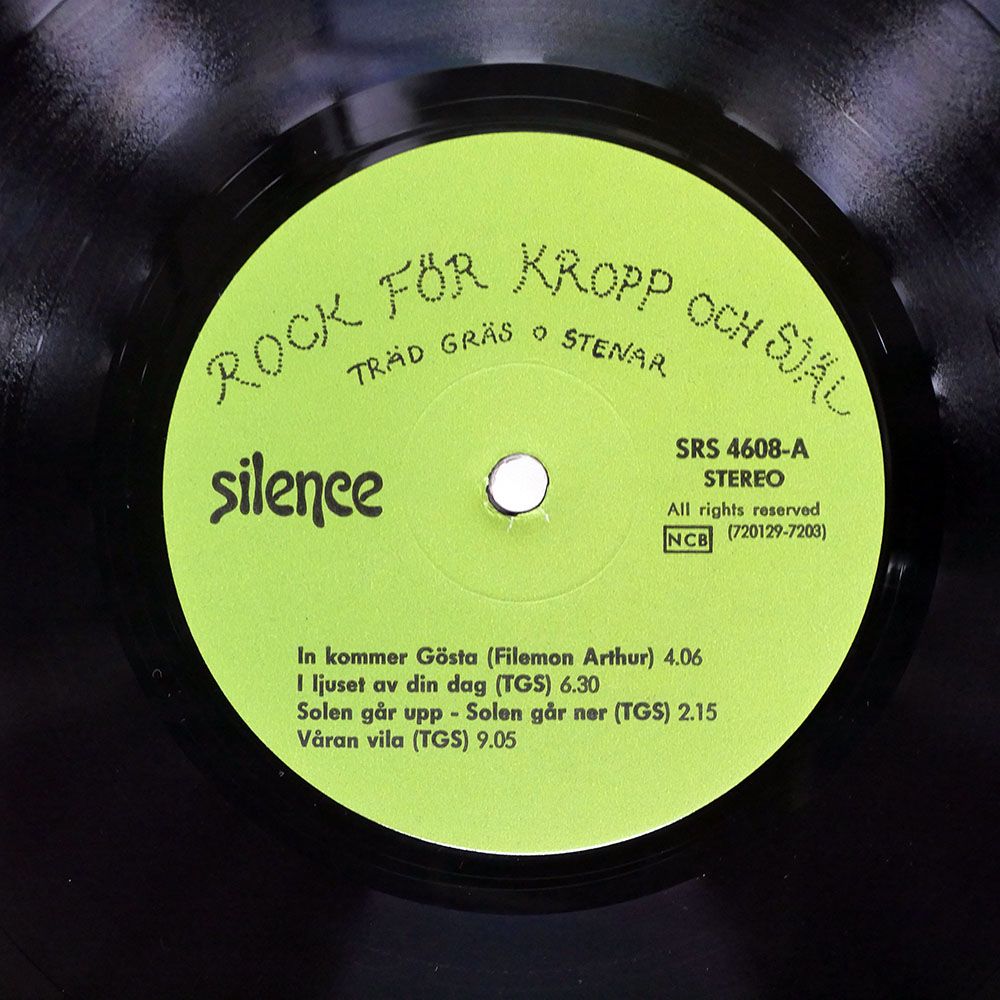 ROCK FÖR KROPP OCH SJÄL
TRÄD GRÄS O STENAR
silence
SRS 4608-A
STEREO
All rights reserved
NCB (720129-7203)
In kommer Gösta (Filemon Arthur) 4.06
I ljuset av din dag (TGS) 6.30
Solen går upp - Solen går ner (TGS) 2.15
Våran vila (TGS) 9.05